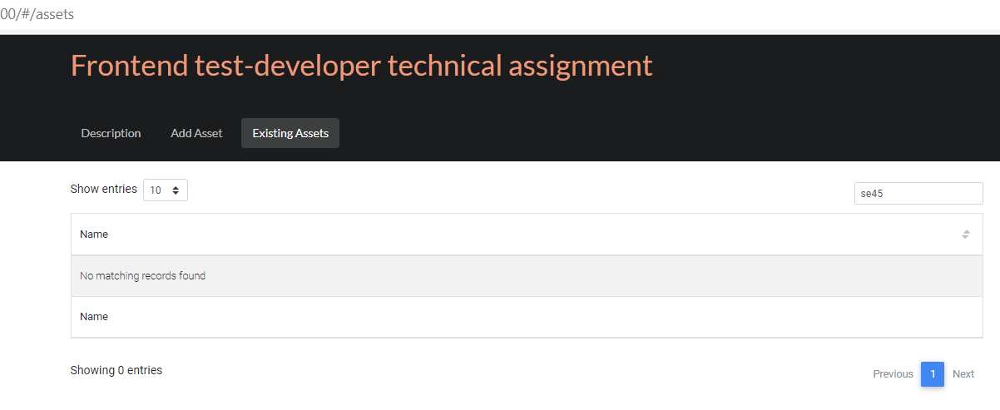 00/#/assets
Frontend test-developer technical assignment
Description Add Asset Existing Assets
Show entries 10 se45
Name
No matching records found
Name
Showing 0 entries Previous 1 Next